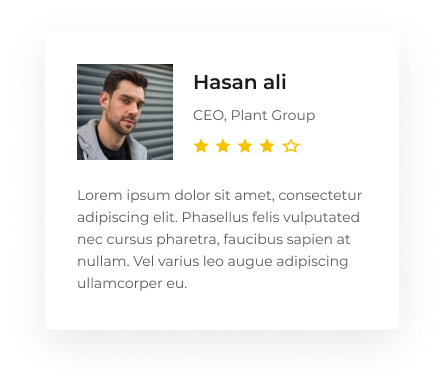 Hasan ali
CEO, Plant Group
Lorem ipsum dolor sit amet, consectetur
adipiscing elit. Phasellus felis vulputated
nec cursus pharetra, faucibus sapien at
nullam. Vel varius leo augue adipiscing
ullamcorper eu.